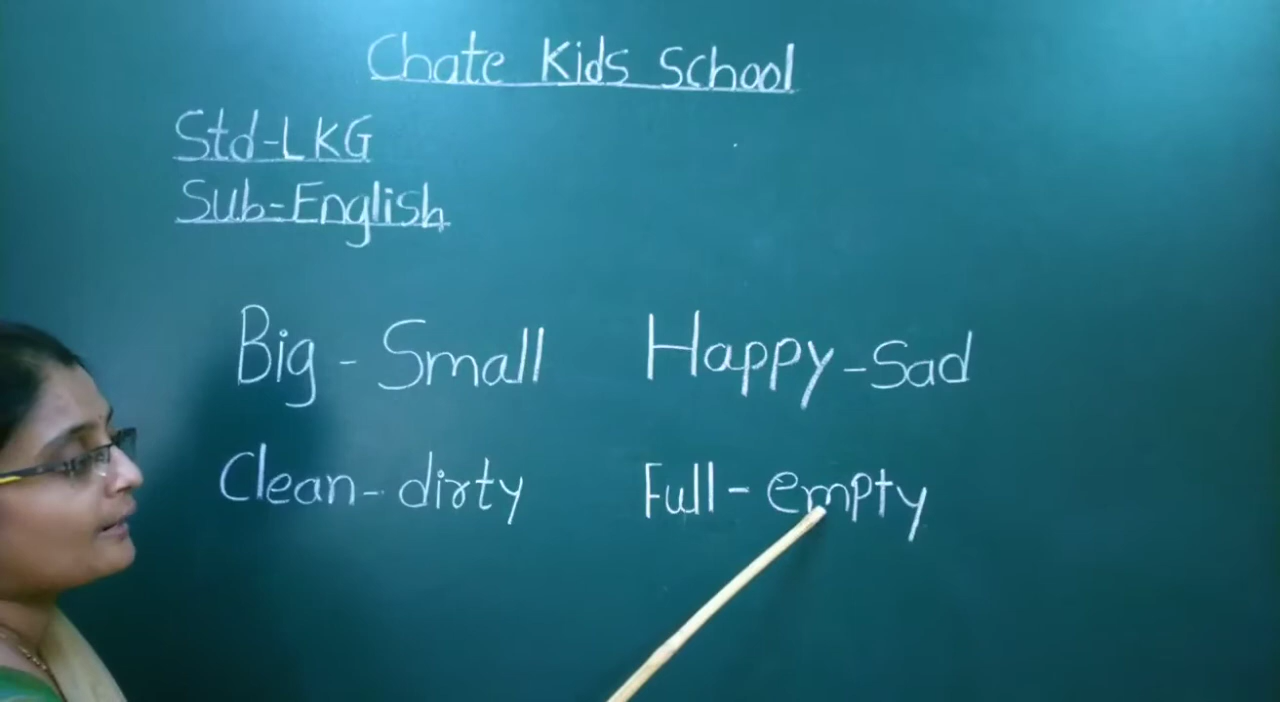 Chate Kids School
Std-LKG
Sub-English
Big - Small Happy - Sad
Clean - dirty Full - empty